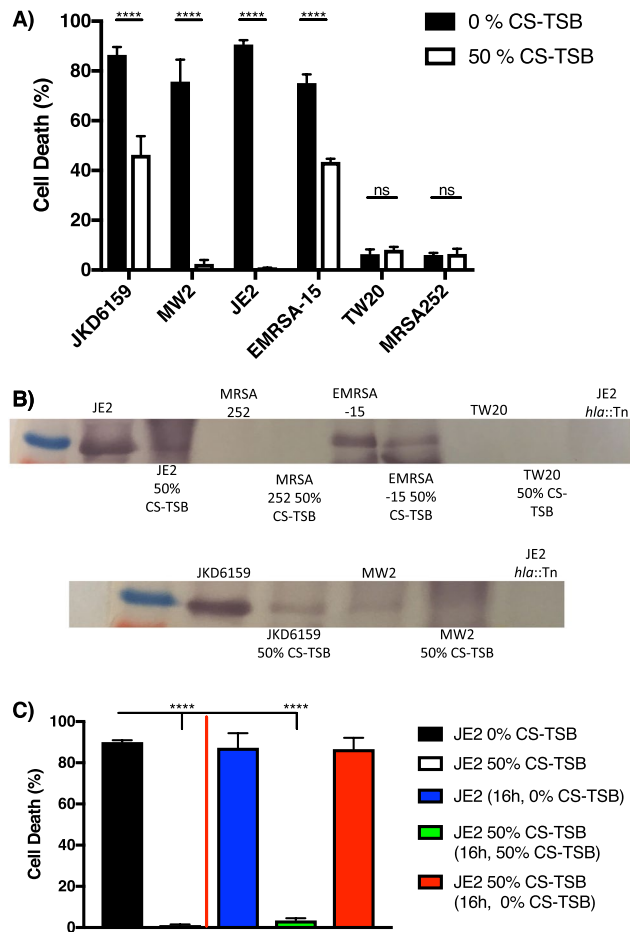 A)
**** **** **** ****
ns ns
0 % CS-TSB
50 % CS-TSB
Cell Death (%)
100
80
60
40
20
0
JKD6159
MW2
JE2
EMRSA-15
TW20
MRSA252
B)
JE2
MRSA
252
EMRSA
-15
TW20
JE2
hla::Tn
JE2
50%
CS-TSB
MRSA
252 50%
CS-TSB
EMRSA
-15 50%
CS-TSB
TW20
50% CS-
TSB
JKD6159
MW2
JE2
hla::Tn
JKD6159
50% CS-TSB
MW2
50% CS-TSB
C)
**** ****
Cell Death (%)
100
80
60
40
20
0
JE2 0% CS-TSB
JE2 50% CS-TSB
JE2 (16h, 0% CS-TSB)
JE2 50% CS-TSB
(16h, 50% CS-TSB)
JE2 50% CS-TSB
(16h, 0% CS-TSB)